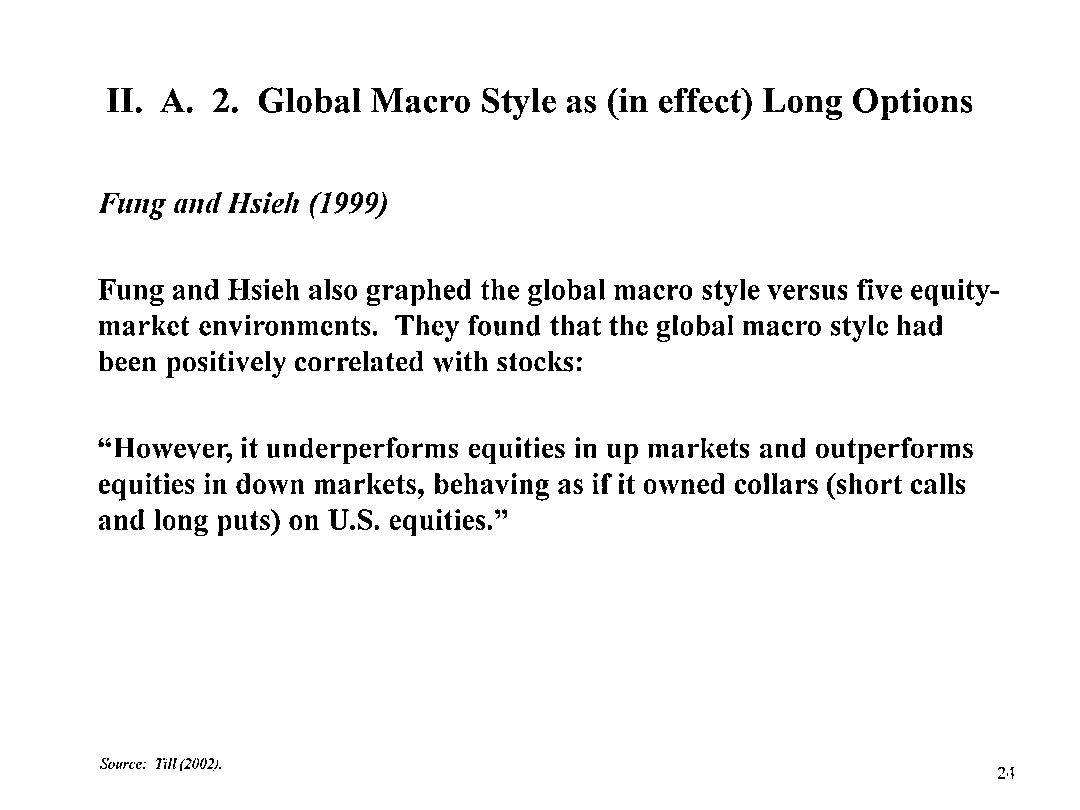 II. A. 2. Global Macro Style as (in effect) Long Options
Fung and Hsieh (1999)
Fung and Hsieh also graphed the global macro style versus five equity-
market environments. They found that the global macro style had
been positively correlated with stocks:
“However, it underperforms equities in up markets and outperforms
equities in down markets, behaving as if it owned collars (short calls
and long puts) on U.S. equities.”
Source: Till (2002).
24